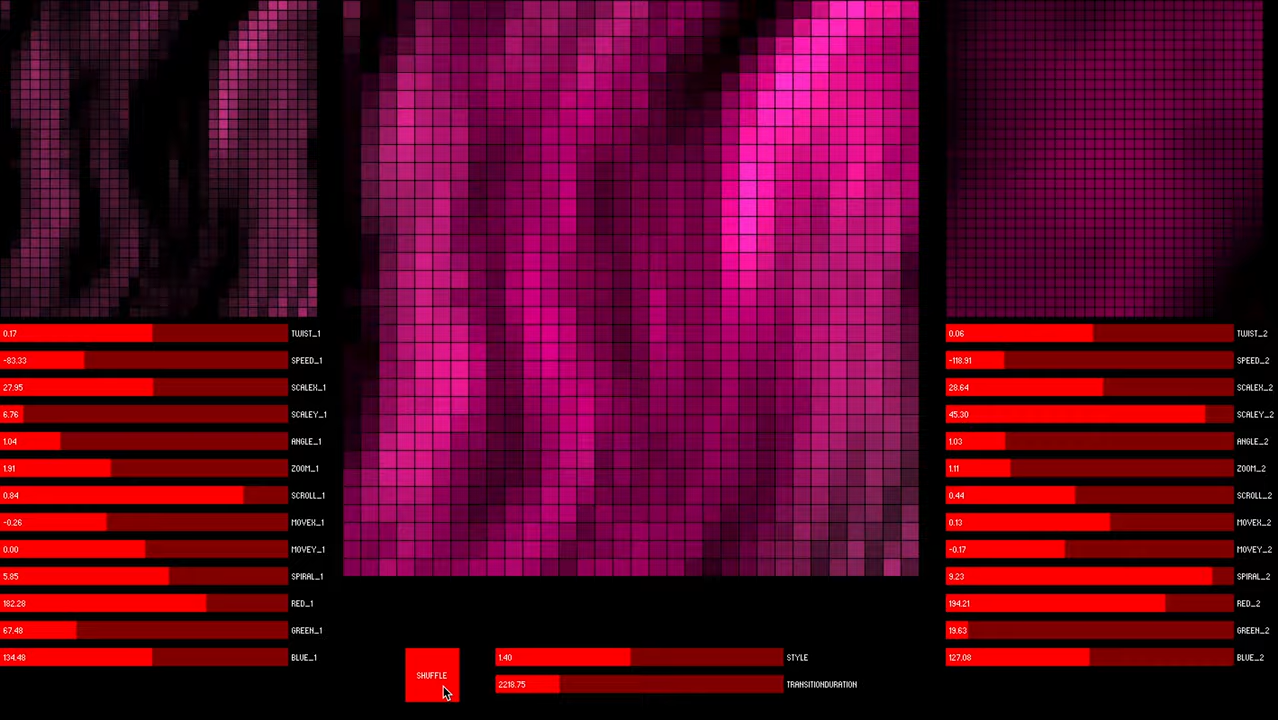 0.17 TWIST_1
-83.33 SPEED_1
27.95 SCALEX_1
6.76 SCALEY_1
1.04 ANGLE_1
1.91 ZOOM_1
0.84 SCROLL_1
-0.26 MOVEX_1
0.00 MOVEY_1
5.85 SPIRAL_1
182.28 RED_1
67.48 GREEN_1
134.48 BLUE_1
SHUFFLE
1.40 STYLE
2218.75 TRANSITIONDURATION
0.06 TWIST_2
-118.91 SPEED_2
28.64 SCALEX_2
45.30 SCALEY_2
1.03 ANGLE_2
1.11 ZOOM_2
0.44 SCROLL_2
0.13 MOVEX_2
-0.17 MOVEY_2
9.23 SPIRAL_2
194.21 RED_2
19.63 GREEN_2
127.08 BLUE_2